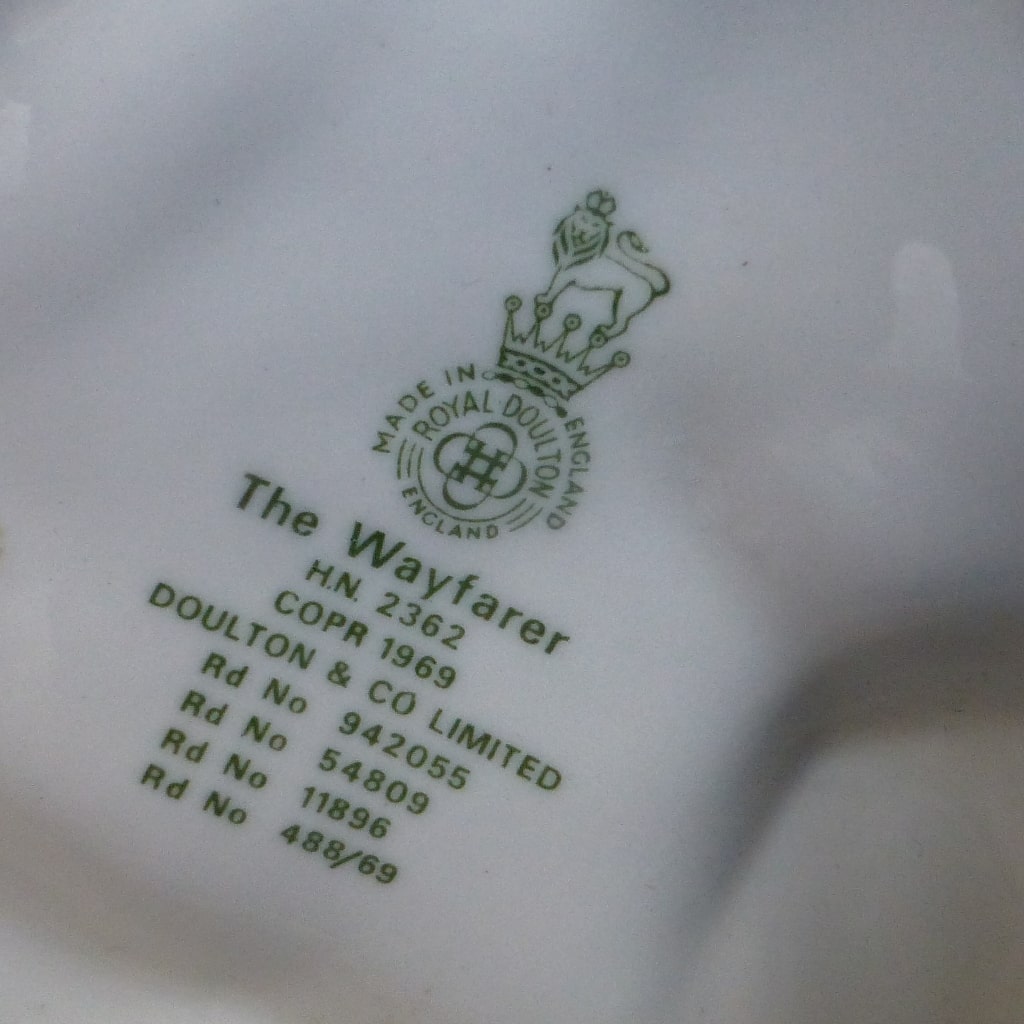 MADE IN ENGLAND
ROYAL DOULTON
ENGLAND
The Wayfarer
H.N. 2362
COPR 1969
DOULTON & CO LIMITED
Rd No 942055
Rd No 54809
Rd No 11896
Rd No 488/69